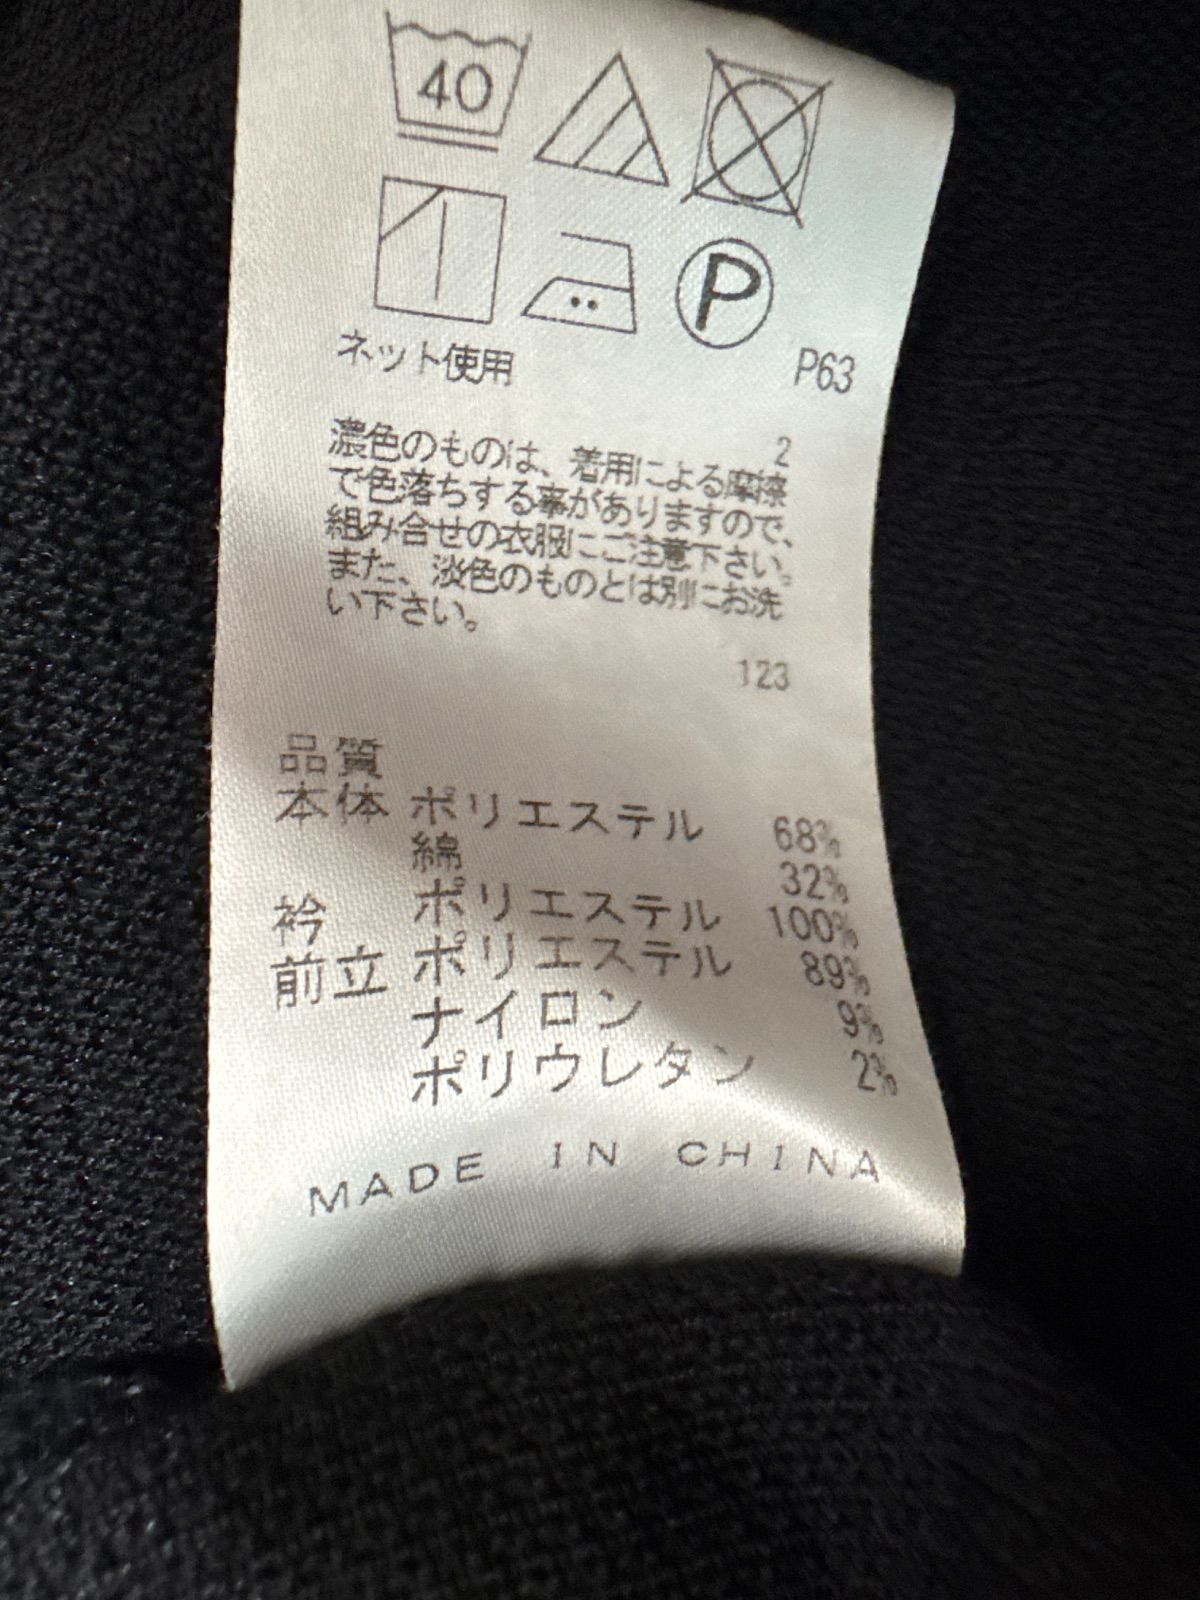 40
P
ネット使用
P63
2
濃色のものは、着用による摩擦
で色落ちする事がありますので、
組み合せの衣服にご注意下さい。
また、淡色のものとは別にお洗
い下さい。
123
品質
本体 ポリエステル 68%
綿 32%
衿 ポリエステル 100%
前立 ポリエステル 89%
ナイロン 9%
ポリウレタン 2%
MADE IN CHINA